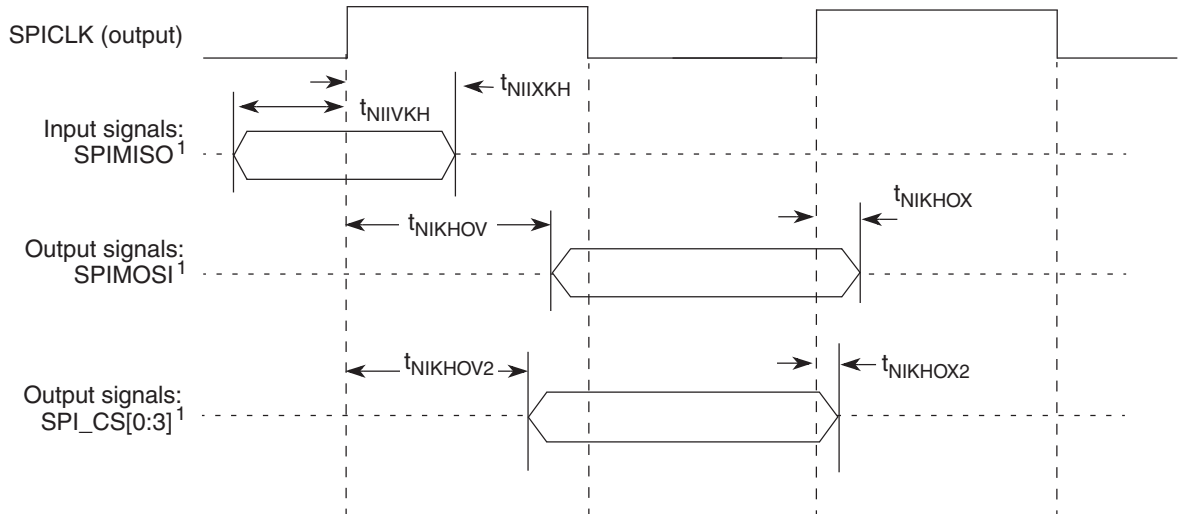 SPICLK (output)
tNIIXKH
tNIIVKH
Input signals:
SPIMISO1
tNIKHOX
tNIKHOV
Output signals:
SPIMOSI1
tNIKHOV2
tNIKHOX2
Output signals:
SPI_CS[0:3]1